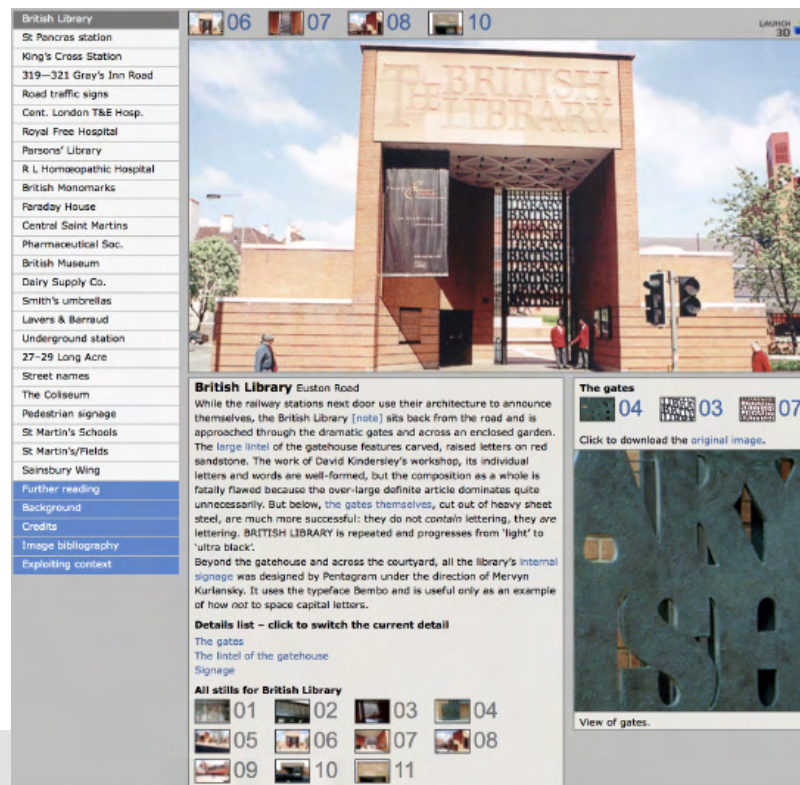 British Library
St Pancras station
King's Cross Station
319—321 Gray's Inn Road
Road traffic signs
Cent. London T&E Hosp.
Royal Free Hospital
Parsons' Library
R L Homœopathic Hospital
British Monomarks
Faraday House
Central Saint Martins
Pharmaceutical Soc.
British Museum
Dairy Supply Co.
Smith's umbrellas
Lavers & Barraud
Underground station
27–29 Long Acre
Street names
The Coliseum
Pedestrian signage
St Martin's Schools
St Martin's/Fields
Sainsbury Wing
Further reading
Background
Credits
Image bibliography
Exploiting context
06 07 08 10
LAUNCH
3D
THE BRITISH
LIBRARY
BRITISH
LIBRARY
British Library Euston Road
While the railway stations next door use their architecture to announce
themselves, the British Library [note] sits back from the road and is
approached through the dramatic gates and across an enclosed garden.
The large lintel of the gatehouse features carved, raised letters on red
sandstone. The work of David Kindersley's workshop, its individual
letters and words are well-formed, but the composition as a whole is
fatally flawed because the over-large definite article dominates quite
unnecessarily. But below, the gates themselves, cut out of heavy sheet
steel, are much more successful: they do not contain lettering, they are
lettering. BRITISH LIBRARY is repeated and progresses from 'light' to
'ultra black'.
Beyond the gatehouse and across the courtyard, all the library's internal
signage was designed by Pentagram under the direction of Mervyn
Kurlansky. It uses the typeface Bembo and is useful only as an example
of how not to space capital letters.
Details list – click to switch the current detail
The gates
The lintel of the gatehouse
Signage
All stills for British Library
01 02 03 04
05 06 07 08
09 10 11
The gates
04 03 07
Click to download the original image.
View of gates.